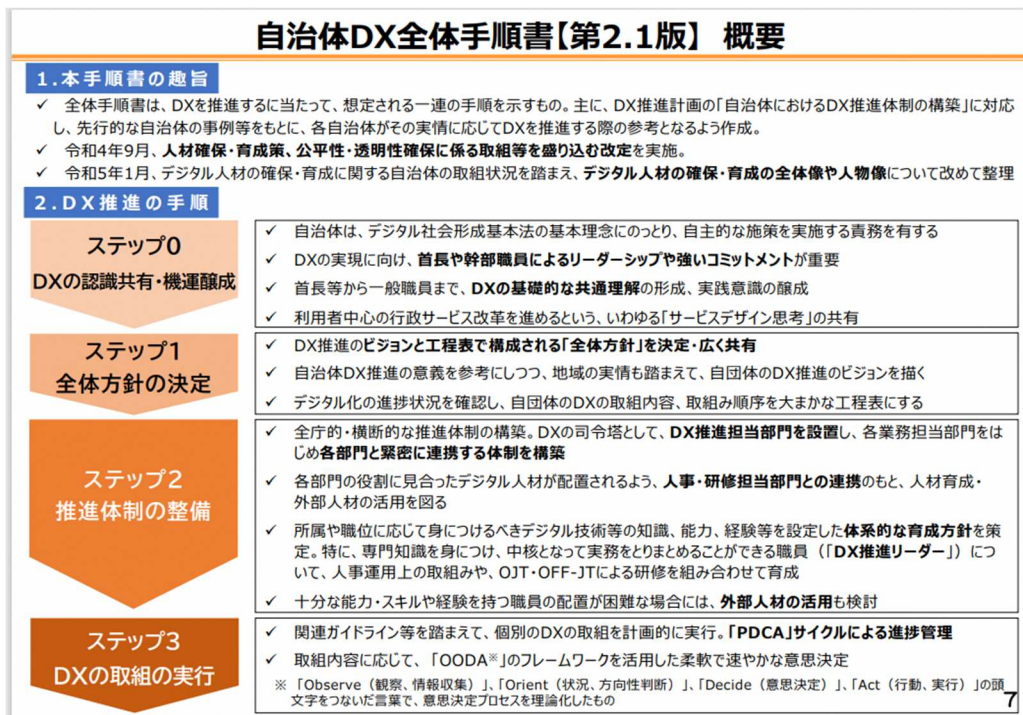 自治体DX全体手順書【第2.1版】 概要
1.本手順書の趣旨
✓ 全体手順書は、DXを推進するに当たって、想定される一連の手順を示すもの。主に、DX推進計画の「自治体におけるDX推進体制の構築」に対応
し、先行的な自治体の事例等をもとに、各自治体がその実情に応じてDXを推進する際の参考となるよう作成。
✓ 令和4年9月、人材確保・育成策、公平性・透明性確保に係る取組等を盛り込む改定を実施。
✓ 令和5年1月、デジタル人材の確保・育成に関する自治体の取組状況を踏まえ、デジタル人材の確保・育成の全体像や人物像について改めて整理
2.DX推進の手順
ステップ0
DXの認識共有・機運醸成
✓ 自治体は、デジタル社会形成基本法の基本理念にのっとり、自主的な施策を実施する責務を有する
✓ DXの実現に向け、首長や幹部職員によるリーダーシップや強いコミットメントが重要
✓ 首長等から一般職員まで、DXの基礎的な共通理解の形成、実践意識の醸成
✓ 利用者中心の行政サービス改革を進めるという、いわゆる「サービスデザイン思考」の共有
ステップ1
全体方針の決定
✓ DX推進のビジョンと工程表で構成される「全体方針」を決定・広く共有
✓ 自治体DX推進の意義を参考にしつつ、地域の実情も踏まえて、自団体のDX推進のビジョンを描く
✓ デジタル化の進捗状況を確認し、自団体のDXの取組内容、取組み順序を大まかな工程表にする
ステップ2
推進体制の整備
✓ 全庁的・横断的な推進体制の構築。DXの司令塔として、DX推進担当部門を設置し、各業務担当部門をは
じめ各部門と緊密に連携する体制を構築
✓ 各部門の役割に見合ったデジタル人材が配置されるよう、人事・研修担当部門との連携のもと、人材育成・
外部人材の活用を図る
✓ 所属や職位に応じて身につけるべきデジタル技術等の知識、能力、経験等を設定した体系的な育成方針を策
定。特に、専門知識を身につけ、中核となって実務をとりまとめることができる職員（「DX推進リーダー」）につ
いて、人事運用上の取組みや、OJT・OFF-JTによる研修を組み合わせて育成
✓ 十分な能力・スキルや経験を持つ職員の配置が困難な場合には、外部人材の活用も検討
ステップ3
DXの取組の実行
✓ 関連ガイドライン等を踏まえて、個別のDXの取組を計画的に実行。「PDCA」サイクルによる進捗管理
✓ 取組内容に応じて、「OODA※」のフレームワークを活用した柔軟で速やかな意思決定
※ 「Observe（観察、情報収集）」、「Orient（状況、方向性判断）」、「Decide（意思決定）」、「Act（行動、実行）」の頭
文字をつないだ言葉で、意思決定プロセスを理論化したもの
7